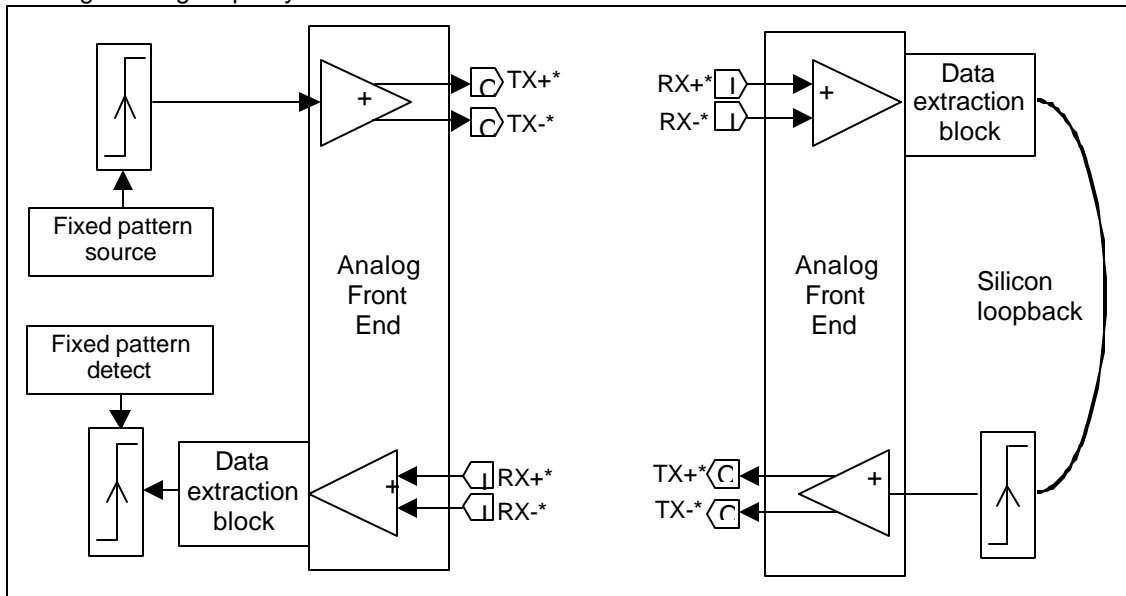 TX+*
TX-*
RX+*
RX-*
Data
extraction
block
Fixed pattern
source
Analog
Front
End
Analog
Front
End
Silicon
loopback
Fixed pattern
detect
Data
extraction
block
RX+*
RX-*
TX+*
TX-*